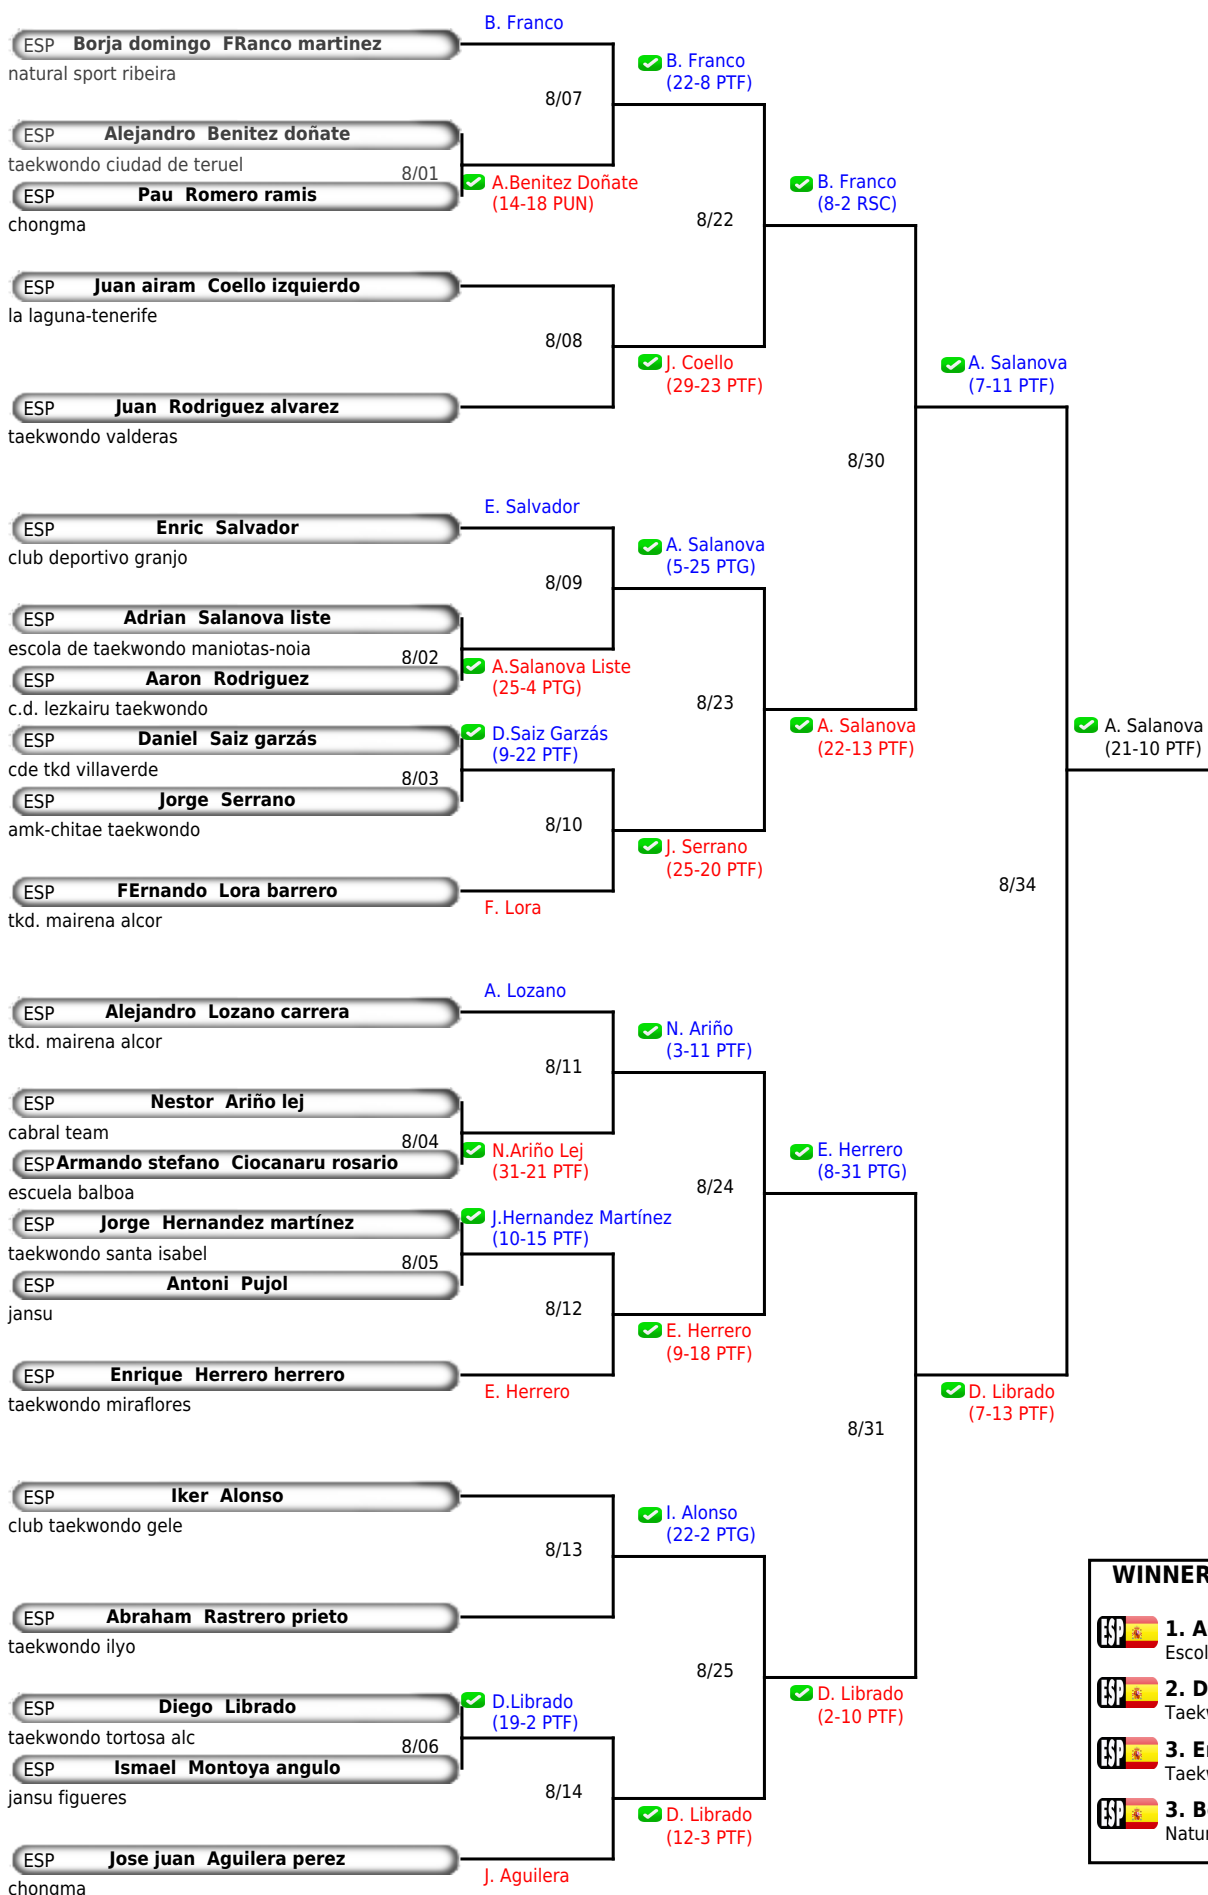 B. Franco
ESP Borja domingo FRanco martinez
natural sport ribeira
B. Franco
(22-8 PTF)
8/07
ESP Alejandro Benitez doñate
taekwondo ciudad de teruel
8/01
ESP Pau Romero ramis
chongma
A.Benitez Doñate
(14-18 PUN)
B. Franco
(8-2 RSC)
8/22
ESP Juan airam Coello izquierdo
la laguna-tenerife
8/08
J. Coello
(29-23 PTF)
A. Salanova
(7-11 PTF)
ESP Juan Rodriguez alvarez
taekwondo valderas
8/30
E. Salvador
ESP Enric Salvador
club deportivo granjo
A. Salanova
(5-25 PTG)
8/09
ESP Adrian Salanova liste
escola de taekwondo maniotas-noia
8/02
ESP Aaron Rodriguez
c.d. lezkairu taekwondo
A.Salanova Liste
(25-4 PTG)
8/23
ESP Daniel Saiz garzás
cde tkd villaverde
8/03
D.Saiz Garzás
(9-22 PTF)
A. Salanova
(22-13 PTF)
A. Salanova
(21-10 PTF)
ESP Jorge Serrano
amk-chitae taekwondo
8/10
J. Serrano
(25-20 PTF)
ESP FErnando Lora barrero
tkd. mairena alcor
F. Lora
8/34
A. Lozano
ESP Alejandro Lozano carrera
tkd. mairena alcor
N. Ariño
(3-11 PTF)
8/11
ESP Nestor Ariño lej
cabral team
8/04
ESP Armando stefano Ciocanaru rosario
escuela balboa
N.Ariño Lej
(31-21 PTF)
E. Herrero
(8-31 PTG)
8/24
ESP Jorge Hernandez martínez
taekwondo santa isabel
8/05
J.Hernandez Martínez
(10-15 PTF)
ESP Antoni Pujol
jansu
8/12
E. Herrero
(9-18 PTF)
ESP Enrique Herrero herrero
taekwondo miraflores
E. Herrero
D. Librado
(7-13 PTF)
8/31
ESP Iker Alonso
club taekwondo gele
I. Alonso
(22-2 PTG)
8/13
ESP Abraham Rastrero prieto
taekwondo ilyo
8/25
ESP Diego Librado
taekwondo tortosa alc
8/06
D.Librado
(19-2 PTF)
D. Librado
(2-10 PTF)
ESP Ismael Montoya angulo
jansu figueres
8/14
D. Librado
(12-3 PTF)
ESP Jose juan Aguilera perez
chongma
J. Aguilera
WINNER
ESP 1. A
Escol
ESP 2. D
Taekw
ESP 3. En
Taekw
ESP 3. Bo
Natur